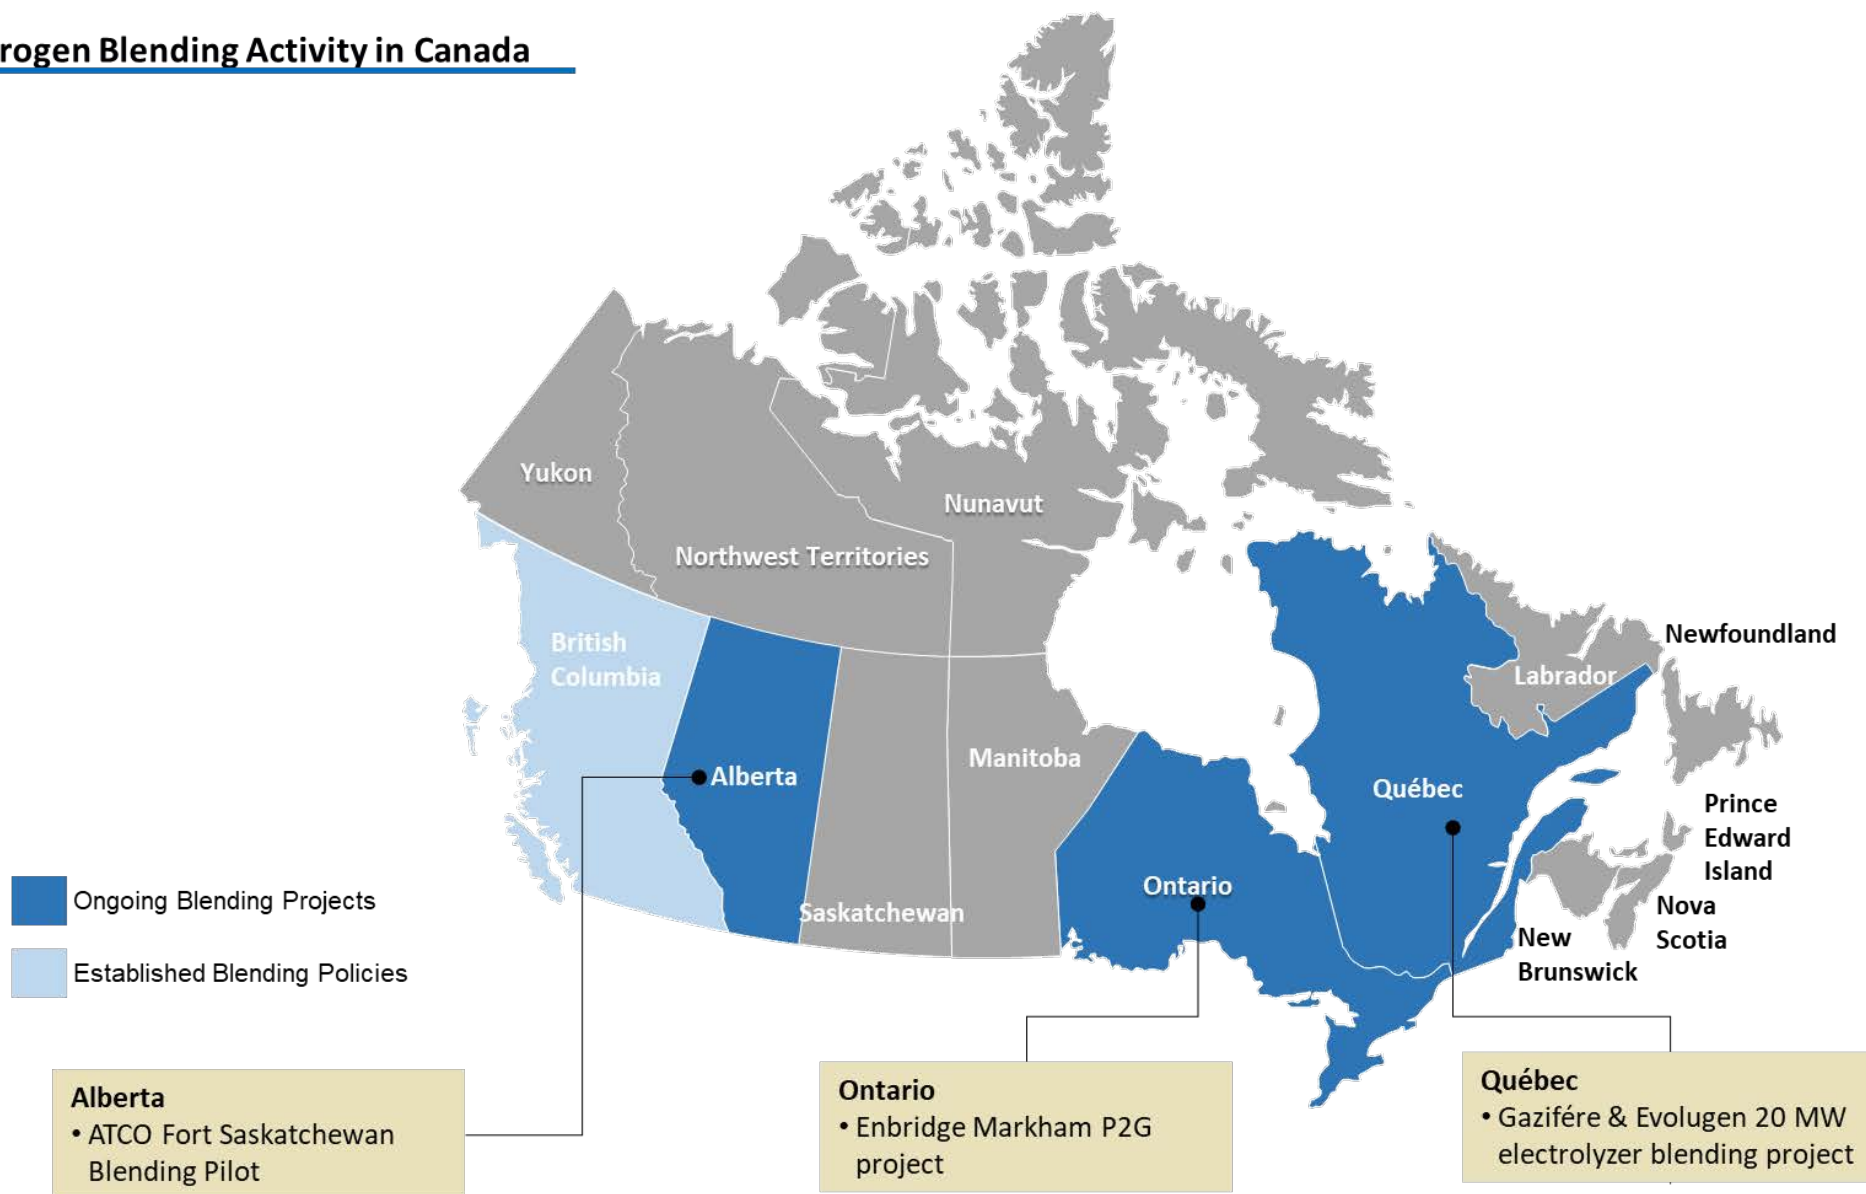 rogen Blending Activity in Canada
Yukon
Nunavut
Northwest Territories
British
Columbia
Newfoundland
Labrador
Manitoba
Alberta
Québec
Prince
Edward
Island
Ongoing Blending Projects
Ontario
Saskatchewan
Nova
Scotia
New
Brunswick
Established Blending Policies
Alberta
• ATCO Fort Saskatchewan
Blending Pilot
Ontario
• Enbridge Markham P2G
project
Québec
• Gazifére & Evolugen 20 MW
electrolyzer blending project